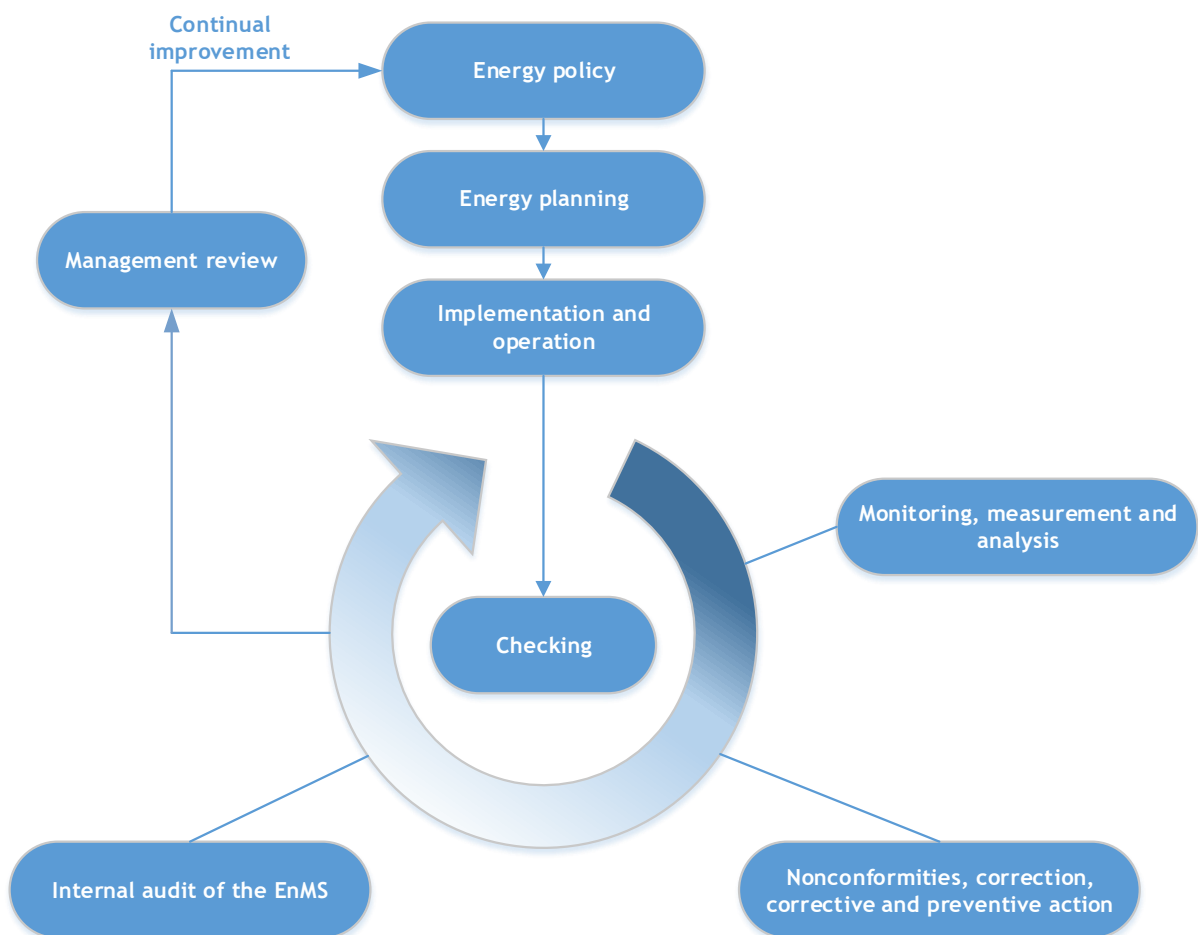 Continual
improvement
Energy policy
Energy planning
Management review
Implementation and
operation
Monitoring, measurement and
analysis
Checking
Internal audit of the EnMS
Nonconformities, correction,
corrective and preventive action